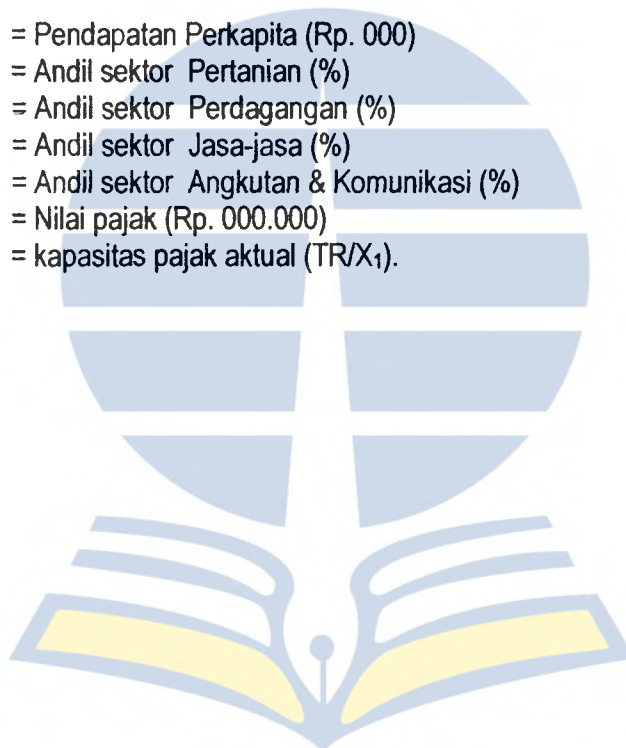 = Pendapatan Perkapita (Rp. 000)
= Andil sektor Pertanian (%)
= Andil sektor Perdagangan (%)
= Andil sektor Jasa-jasa (%)
= Andil sektor Angkutan & Komunikasi (%)
= Nilai pajak (Rp. 000.000)
= kapasitas pajak aktual (TR/X₁).